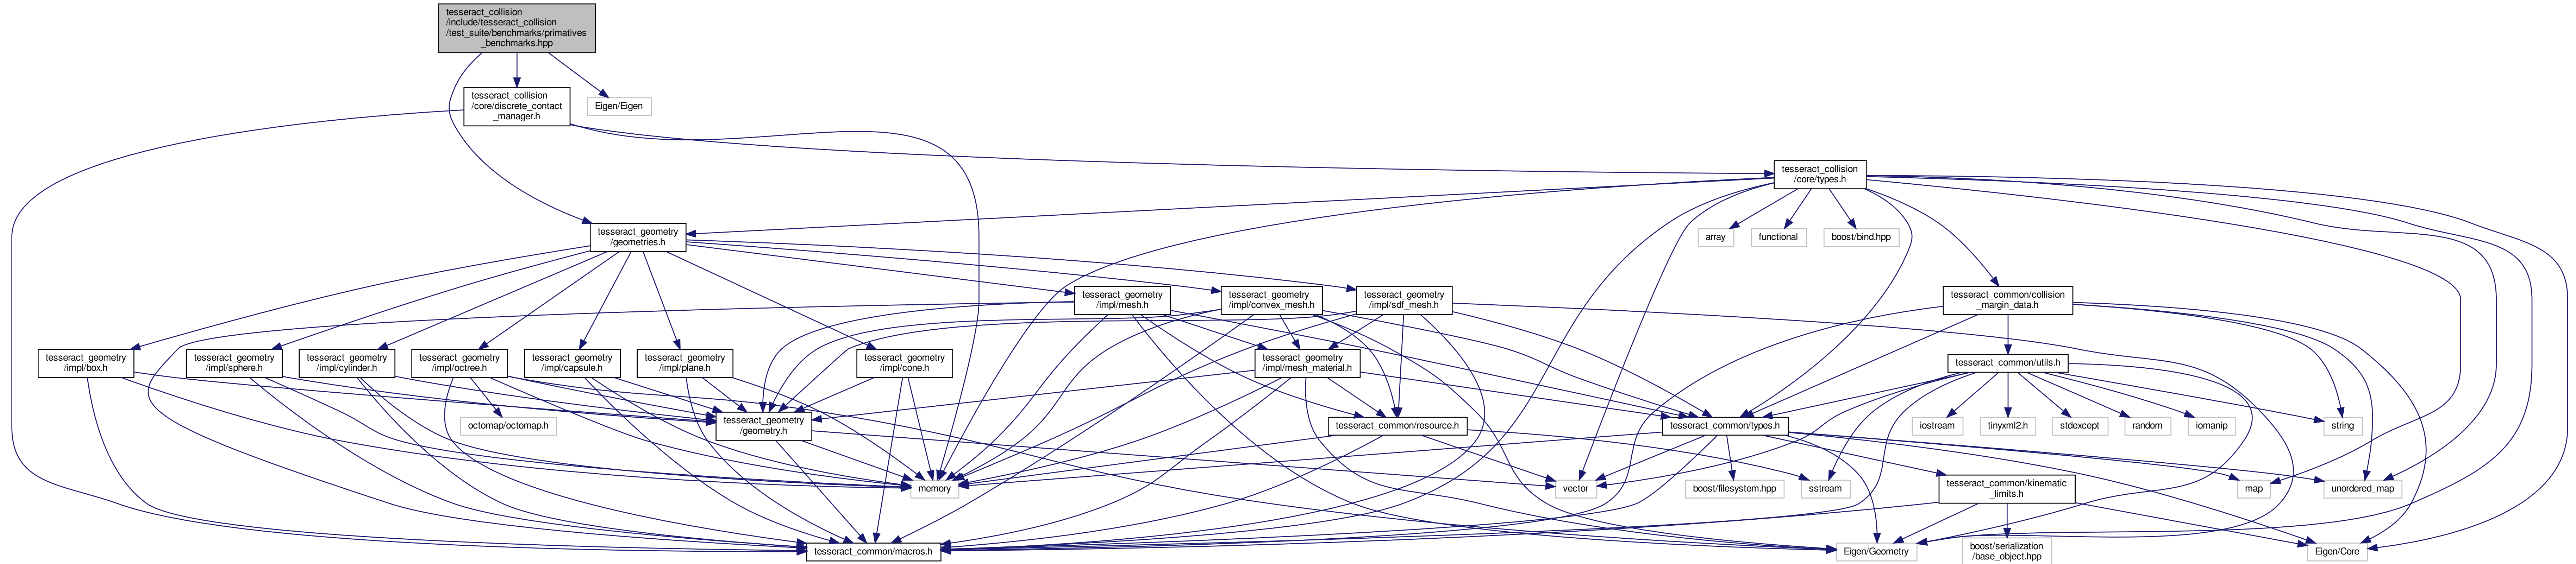 tesseract_collision
/include/tesseract_collision
/test_suite/benchmarks/primatives
_benchmarks.hpp
tesseract_collision
/core/discrete_contact
_manager.h
Eigen/Eigen
tesseract_collision
/core/types.h
tesseract_geometry
/geometries.h
array
functional
boost/bind.hpp
tesseract_geometry
/impl/mesh.h
tesseract_geometry
/impl/convex_mesh.h
tesseract_geometry
/impl/sdf_mesh.h
tesseract_common/collision
_margin_data.h
tesseract_geometry
/impl/box.h
tesseract_geometry
/impl/sphere.h
tesseract_geometry
/impl/cylinder.h
tesseract_geometry
/impl/octree.h
tesseract_geometry
/impl/capsule.h
tesseract_geometry
/impl/plane.h
tesseract_geometry
/impl/cone.h
tesseract_geometry
/impl/mesh_material.h
tesseract_common/utils.h
octomap/octomap.h
tesseract_geometry
/geometry.h
tesseract_common/resource.h
tesseract_common/types.h
iostream
tinyxml2.h
stdexcept
random
iomanip
string
memory
vector
boost/filesystem.hpp
sstream
tesseract_common/kinematic
_limits.h
map
unordered_map
tesseract_common/macros.h
Eigen/Geometry
boost/serialization
/base_object.hpp
Eigen/Core